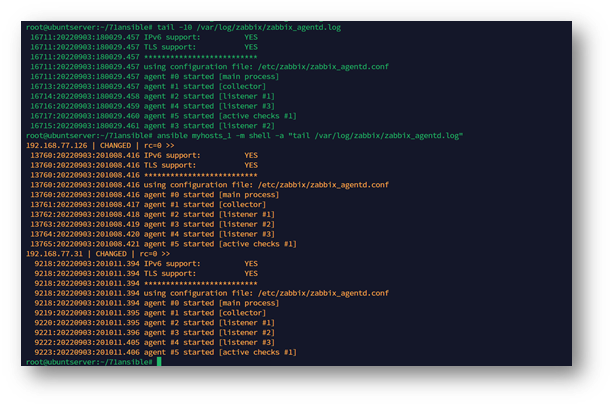 root@ubuntserver:~/71ansible# tail -10 /var/log/zabbix/zabbix_agentd.log
16711:20220903:180029.457 IPv6 support: YES
16711:20220903:180029.457 TLS support: YES
16711:20220903:180029.457 **************************
16711:20220903:180029.457 using configuration file: /etc/zabbix/zabbix_agentd.conf
16711:20220903:180029.457 agent #0 started [main process]
16713:20220903:180029.457 agent #1 started [collector]
16714:20220903:180029.458 agent #2 started [listener #1]
16716:20220903:180029.459 agent #4 started [listener #3]
16717:20220903:180029.460 agent #5 started [active checks #1]
16715:20220903:180029.461 agent #3 started [listener #2]
root@ubuntserver:~/71ansible# ansible myhosts_1 -m shell -a "tail /var/log/zabbix/zabbix_agentd.log"
192.168.77.126 | CHANGED | rc=0 >>
13760:20220903:201008.416 IPv6 support: YES
13760:20220903:201008.416 TLS support: YES
13760:20220903:201008.416 **************************
13760:20220903:201008.416 using configuration file: /etc/zabbix/zabbix_agentd.conf
13760:20220903:201008.416 agent #0 started [main process]
13761:20220903:201008.417 agent #1 started [collector]
13762:20220903:201008.418 agent #2 started [listener #1]
13763:20220903:201008.419 agent #3 started [listener #2]
13764:20220903:201008.420 agent #4 started [listener #3]
13765:20220903:201008.421 agent #5 started [active checks #1]
192.168.77.31 | CHANGED | rc=0 >>
9218:20220903:201011.394 IPv6 support: YES
9218:20220903:201011.394 TLS support: YES
9218:20220903:201011.394 **************************
9218:20220903:201011.394 using configuration file: /etc/zabbix/zabbix_agentd.conf
9218:20220903:201011.394 agent #0 started [main process]
9219:20220903:201011.395 agent #1 started [collector]
9220:20220903:201011.395 agent #2 started [listener #1]
9221:20220903:201011.396 agent #3 started [listener #2]
9222:20220903:201011.405 agent #4 started [listener #3]
9223:20220903:201011.406 agent #5 started [active checks #1]
root@ubuntserver:~/71ansible#